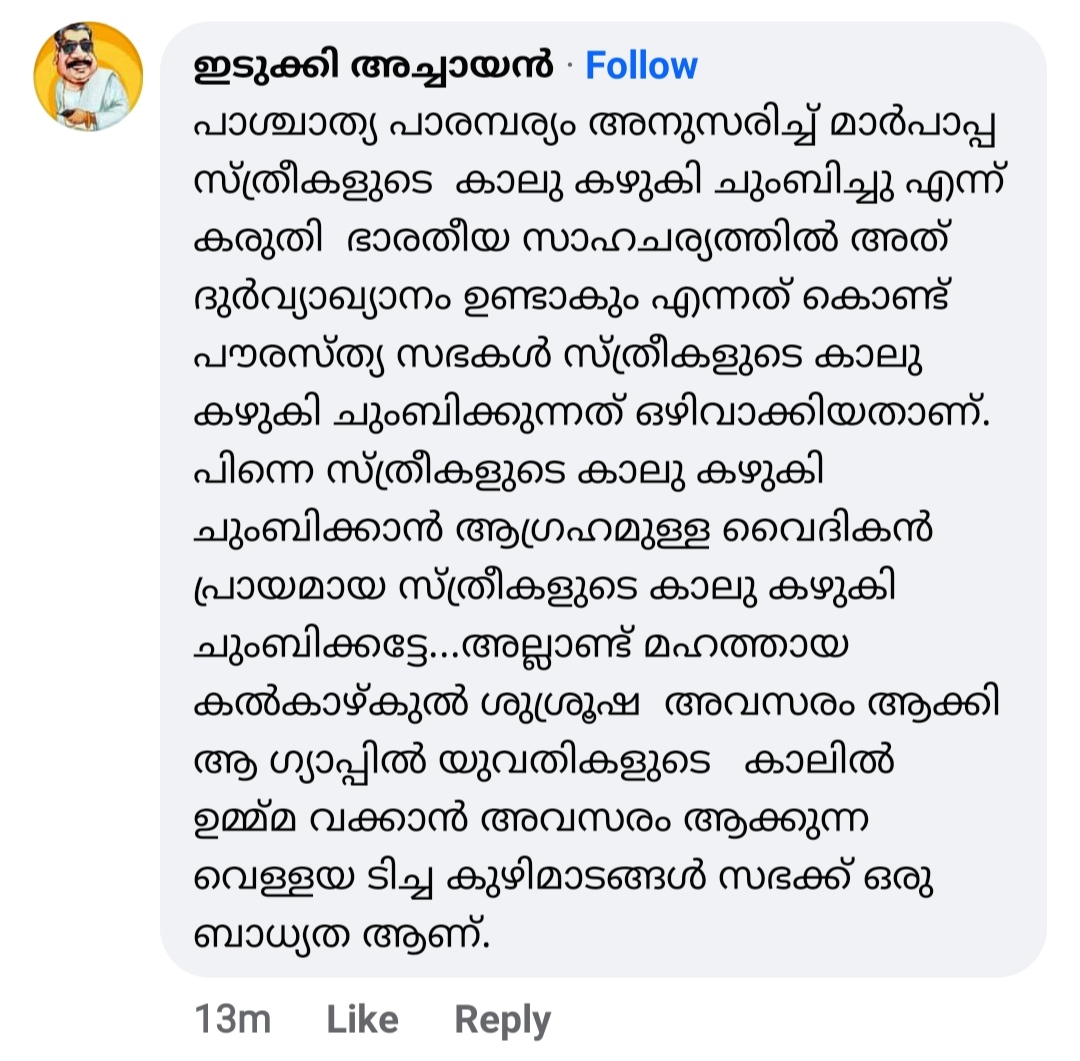 ഇടുക്കി അച്ചായൻ · Follow
പാശ്ചാത്യ പാരമ്പര്യം അനുസരിച്ച് മാർപാപ്പ
സ്ത്രീകളുടെ കാലു കഴുകി ചുംബിച്ചു എന്ന്
കരുതി ഭാരതീയ സാഹചര്യത്തിൽ അത്
ദുർവ്യാഖ്യാനം ഉണ്ടാകും എന്നത് കൊണ്ട്
പൗരസ്ത്യ സഭകൾ സ്ത്രീകളുടെ കാലു
കഴുകി ചുംബിക്കുന്നത് ഒഴിവാക്കിയതാണ്.
പിന്നെ സ്ത്രീകളുടെ കാലു കഴുകി
ചുംബിക്കാൻ ആഗ്രഹമുള്ള വൈദികൻ
പ്രായമായ സ്ത്രീകളുടെ കാലു കഴുകി
ചുംബിക്കട്ടേ...അല്ലാണ്ട് മഹത്തായ
കൽകാഴ്കുൽ ശുശ്രൂഷ അവസരം ആക്കി
ആ ഗ്യാപ്പിൽ യുവതികളുടെ കാലിൽ
ഉമ്മ്മ വക്കാൻ അവസരം ആക്കുന്ന
വെള്ളയ ടിച്ച കുഴിമാടങ്ങൾ സഭക്ക് ഒരു
ബാധ്യത ആണ്.
13m Like Reply